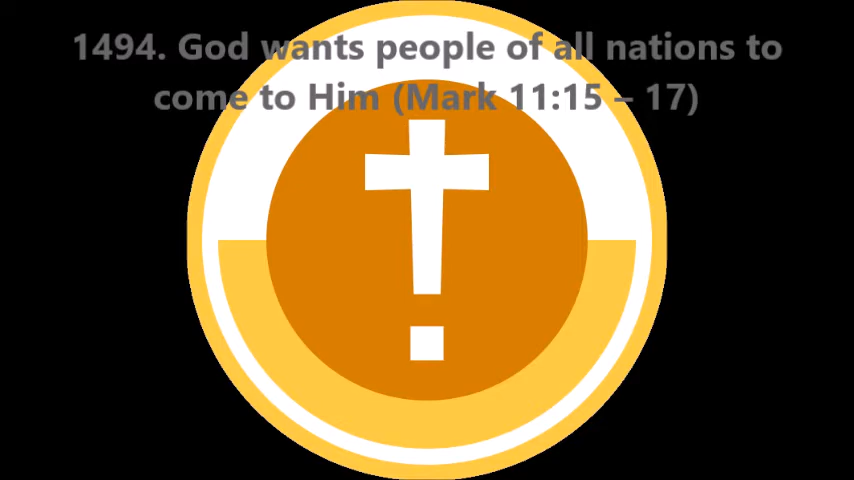 1494. God wants people of all nations to
come to Him (Mark 11:15 – 17)